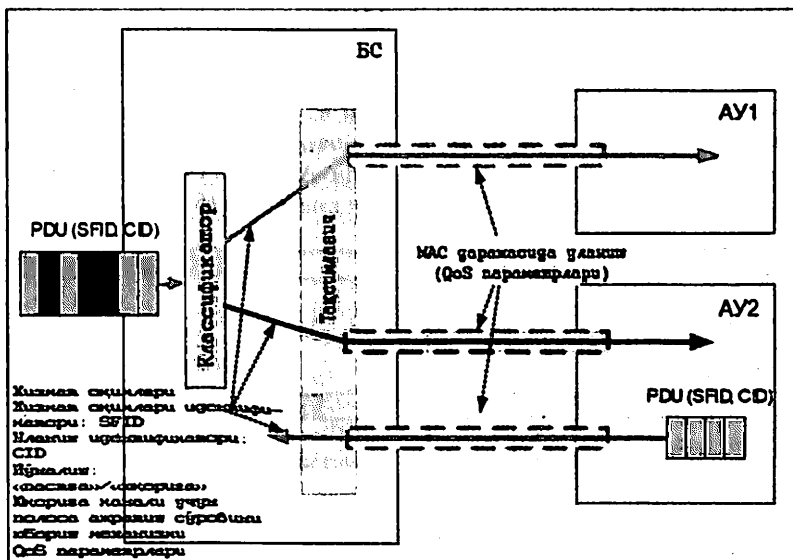 БС
АУ1
PDU (SFID, CID)
Классификатор
Тақсимлагич
MAC даражасида уланиш
(QoS параметрлари)
АУ2
PDU (SFID, CID)
Хизмат оқимлари
Хизмат оқимлари идентифи-
катори: SFID
Уланиш идентификатори:
CID
Йўналиш:
«пастга»/«юқорига»
Юқорига канали учун
полоса ажратиш сўровини
юбориш механизми
QoS параметрлари